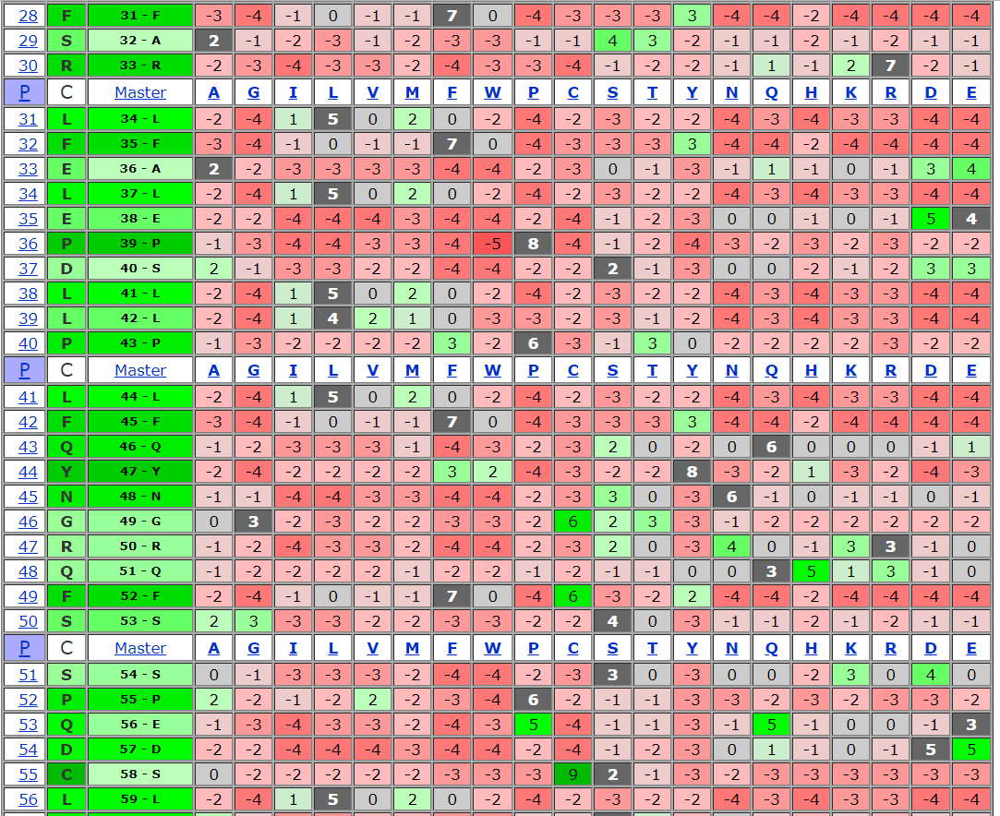 28 F 31 - F -3 -4 -1 0 -1 -1 7 0 -4 -3 -3 -3 3 -4 -4 -2 -4 -4 -4 -4
29 S 32 - A 2 -1 -2 -3 -1 -2 -3 -3 -1 -1 4 3 -2 -1 -1 -2 -1 -2 -1 -1
30 R 33 - R -2 -3 -4 -3 -3 -2 -4 -3 -3 -4 -1 -2 -2 -1 1 -1 2 7 -2 -1
P C Master A G I L V M F W P C S T Y N Q H K R D E
31 L 34 - L -2 -4 1 5 0 2 0 -2 -4 -2 -3 -2 -2 -4 -3 -4 -3 -3 -4 -4
32 F 35 - F -3 -4 -1 0 -1 -1 7 0 -4 -3 -3 -3 3 -4 -4 -2 -4 -4 -4 -4
33 E 36 - A 2 -2 -3 -3 -3 -3 -4 -4 -2 -3 0 -1 -3 -1 1 -1 0 -1 3 4
34 L 37 - L -2 -4 1 5 0 2 0 -2 -4 -2 -3 -2 -2 -4 -3 -4 -3 -3 -4 -4
35 E 38 - E -2 -2 -4 -4 -4 -3 -4 -4 -2 -4 -1 -2 -3 0 0 -1 0 -1 5 4
36 P 39 - P -1 -3 -4 -4 -3 -3 -4 -5 8 -4 -1 -2 -4 -3 -2 -3 -2 -3 -2 -2
37 D 40 - S 2 -1 -3 -3 -2 -2 -4 -4 -2 -2 2 -1 -3 0 0 -2 -1 -2 3 3
38 L 41 - L -2 -4 1 5 0 2 0 -2 -4 -2 -3 -2 -2 -4 -3 -4 -3 -3 -4 -4
39 L 42 - L -2 -4 1 4 2 1 0 -3 -3 -2 -3 -1 -2 -4 -3 -4 -3 -3 -4 -4
40 P 43 - P -1 -3 -2 -2 -2 -2 3 -2 6 -3 -1 3 0 -2 -2 -2 -2 -3 -2 -2
P C Master A G I L V M F W P C S T Y N Q H K R D E
41 L 44 - L -2 -4 1 5 0 2 0 -2 -4 -2 -3 -2 -2 -4 -3 -4 -3 -3 -4 -4
42 F 45 - F -3 -4 -1 0 -1 -1 7 0 -4 -3 -3 -3 3 -4 -4 -2 -4 -4 -4 -4
43 Q 46 - Q -1 -2 -3 -3 -3 -1 -4 -3 -2 -3 2 0 -2 0 6 0 0 0 -1 1
44 Y 47 - Y -2 -4 -2 -2 -2 -2 3 2 -4 -3 -2 -2 8 -3 -2 1 -3 -2 -4 -3
45 N 48 - N -1 -1 -4 -4 -3 -3 -4 -4 -2 -3 3 0 -3 6 -1 0 -1 -1 0 -1
46 G 49 - G 0 3 -2 -3 -2 -2 -3 -3 -2 6 2 3 -3 -1 -2 -2 -2 -2 -2 -2
47 R 50 - R -1 -2 -4 -3 -3 -2 -4 -4 -2 -3 2 0 -3 4 0 -1 3 3 -1 0
48 Q 51 - Q -1 -2 -2 -2 -2 -1 -2 -2 -1 -2 -1 -1 0 0 3 5 1 3 -1 0
49 F 52 - F -2 -4 -1 0 -1 -1 7 0 -4 6 -3 -2 2 -4 -4 -2 -4 -4 -4 -4
50 S 53 - S 2 3 -3 -3 -2 -2 -3 -3 -2 -2 4 0 -3 -1 -1 -2 -1 -2 -1 -1
P C Master A G I L V M F W P C S T Y N Q H K R D E
51 S 54 - S 0 -1 -3 -3 -3 -2 -4 -4 -2 -3 3 0 -3 0 0 -2 3 0 4 0
52 P 55 - P 2 -2 -1 -2 2 -2 -3 -4 6 -2 -1 -1 -3 -3 -2 -3 -2 -3 -3 -2
53 Q 56 - E -1 -3 -4 -3 -3 -2 -4 -3 5 -4 -1 -1 -3 -1 5 -1 0 0 -1 3
54 D 57 - D -2 -2 -4 -4 -4 -3 -4 -4 -2 -4 -1 -2 -3 0 1 -1 0 -1 5 5
55 C 58 - S 0 -2 -2 -2 -2 -2 -3 -3 -3 9 2 -1 -3 -2 -3 -3 -3 -3 -3 -3
56 L 59 - L -2 -4 1 5 0 2 0 -2 -4 -2 -3 -2 -2 -4 -3 -4 -3 -3 -4 -4